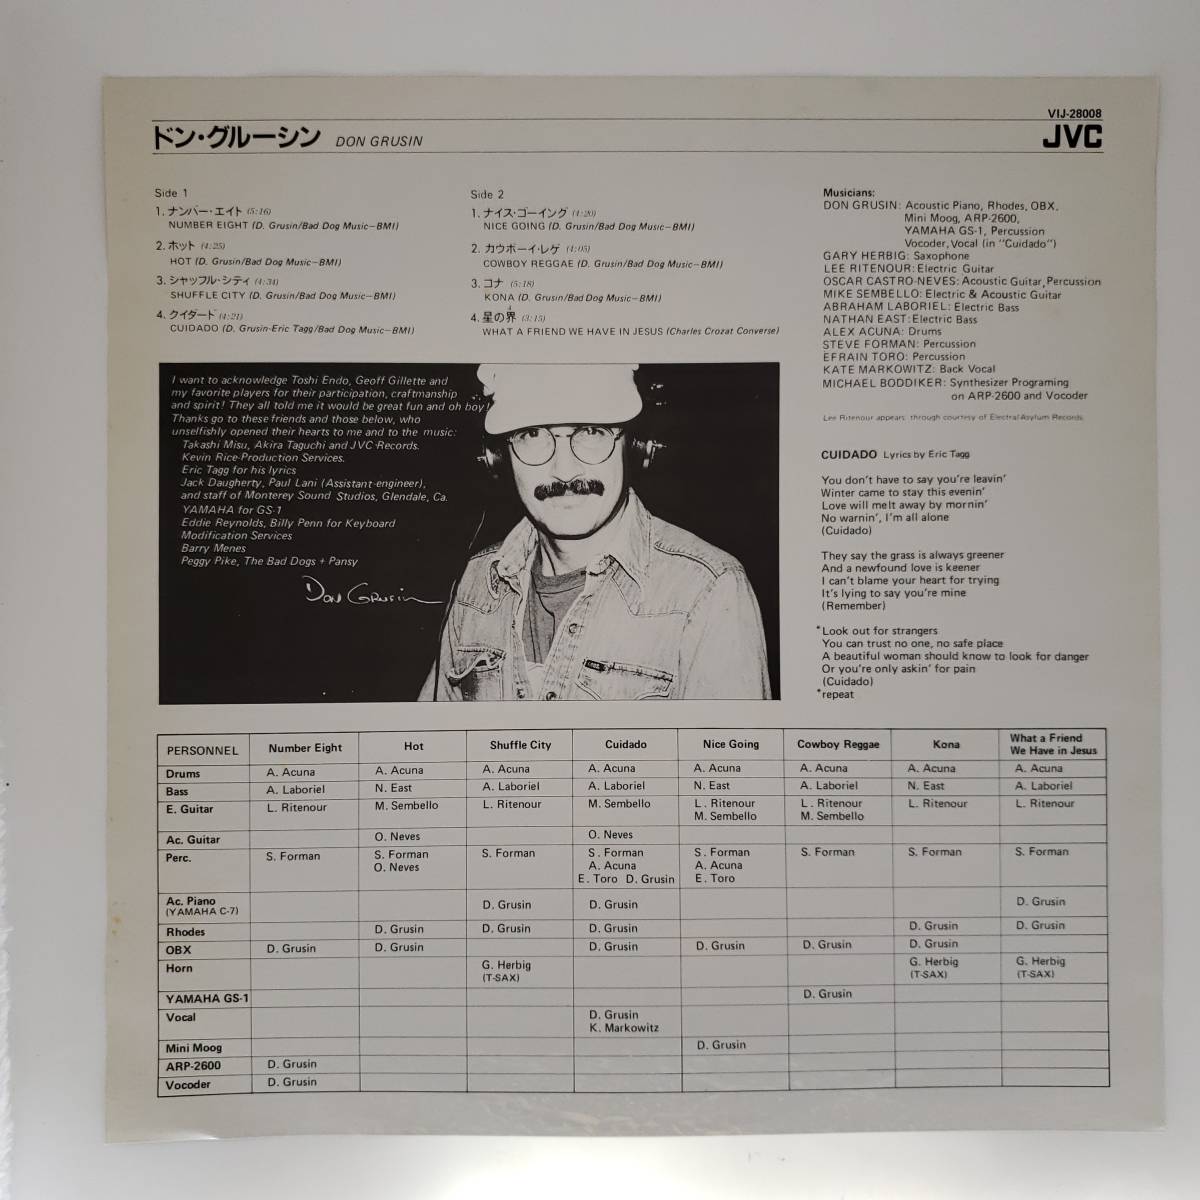 VIJ-28008
ドン・グルーシン DON GRUSIN
JVC
Side 1
1. ナンバー・エイト (5:16)
NUMBER EIGHT (D. Grusin/Bad Dog Music—BMI)
2. ホット (4:25)
HOT (D. Grusin/Bad Dog Music—BMI)
3. シャッフル・シティ (4:34)
SHUFFLE CITY (D. Grusin/Bad Dog Music—BMI)
4. クイダード (4:21)
CUIDADO (D. Grusin-Eric Tagg/Bad Dog Music—BMI)
Side 2
1. ナイス・ゴーイング (4:20)
NICE GOING (D. Grusin/Bad Dog Music—BMI)
2. カウボーイ・レゲ (4:05)
COWBOY REGGAE (D. Grusin/Bad Dog Music—BMI)
3. コナ (5:18)
KONA (D. Grusin/Bad Dog Music—BMI)
4. 星の界 (3:15)
WHAT A FRIEND WE HAVE IN JESUS (Charles Crozat Converse)
Musicians:
DON GRUSIN: Acoustic Piano, Rhodes, OBX,
Mini Moog, ARP-2600,
YAMAHA GS-1, Percussion
Vocoder, Vocal (in "Cuidado")
GARY HERBIG: Saxophone
LEE RITENOUR: Electric Guitar
OSCAR CASTRO-NEVES: Acoustic Guitar, Percussion
MIKE SEMBELLO: Electric & Acoustic Guitar
ABRAHAM LABORIEL: Electric Bass
NATHAN EAST: Electric Bass
ALEX ACUNA: Drums
STEVE FORMAN: Percussion
EFRAIN TORO: Percussion
KATE MARKOWITZ: Back Vocal
MICHAEL BODDIKER: Synthesizer Programing
on ARP-2600 and Vocoder
Lee Ritenour appears through courtesy of Electra/Asylum Records.
I want to acknowledge Toshi Endo, Geoff Gillette and
my favorite players for their participation, craftmanship
and spirit! They all told me it would be great fun and oh boy!
Thanks go to these friends and those below, who
unselfishly opened their hearts to me and to the music:
Takashi Misu, Akira Taguchi and JVC-Records.
Kevin Rice-Production Services.
Eric Tagg for his lyrics
Jack Daugherty, Paul Lani (Assistant-engineer),
and staff of Monterey Sound Studios, Glendale, Ca.
YAMAHA for GS-1
Eddie Reynolds, Billy Penn for Keyboard
Modification Services
Barry Menes
Peggy Pike, The Bad Dogs + Pansy
Don Grusin
CUIDADO Lyrics by Eric Tagg
You don't have to say you're leavin'
Winter came to stay this evenin'
Love will melt away by mornin'
No warnin', I'm all alone
(Cuidado)
They say the grass is always greener
And a newfound love is keener
I can't blame your heart for trying
It's lying to say you're mine
(Remember)
*Look out for strangers
You can trust no one, no safe place
A beautiful woman should know to look for danger
Or you're only askin' for pain
(Cuidado)
*repeat
PERSONNEL Number Eight Hot Shuffle City Cuidado Nice Going Cowboy Reggae Kona What a Friend
We Have in Jesus
Drums A. Acuna A. Acuna A. Acuna A. Acuna A. Acuna A. Acuna A. Acuna A. Acuna
Bass A. Laboriel N. East A. Laboriel A. Laboriel N. East A. Laboriel N. East A. Laboriel
E. Guitar L. Ritenour M. Sembello L. Ritenour M. Sembello L. Ritenour L. Ritenour L. Ritenour L. Ritenour
M. Sembello M. Sembello
Ac. Guitar O. Neves O. Neves
Perc. S. Forman S. Forman S. Forman S. Forman S. Forman S. Forman S. Forman S. Forman
O. Neves A. Acuna A. Acuna
E. Toro D. Grusin E. Toro
Ac. Piano D. Grusin D. Grusin D. Grusin
(YAMAHA C-7)
Rhodes D. Grusin D. Grusin D. Grusin D. Grusin D. Grusin
OBX D. Grusin D. Grusin D. Grusin D. Grusin D. Grusin D. Grusin
Horn G. Herbig G. Herbig G. Herbig
(T-SAX) (T-SAX) (T-SAX)
YAMAHA GS-1 D. Grusin
Vocal D. Grusin
K. Markowitz
Mini Moog D. Grusin
ARP-2600 D. Grusin
Vocoder D. Grusin